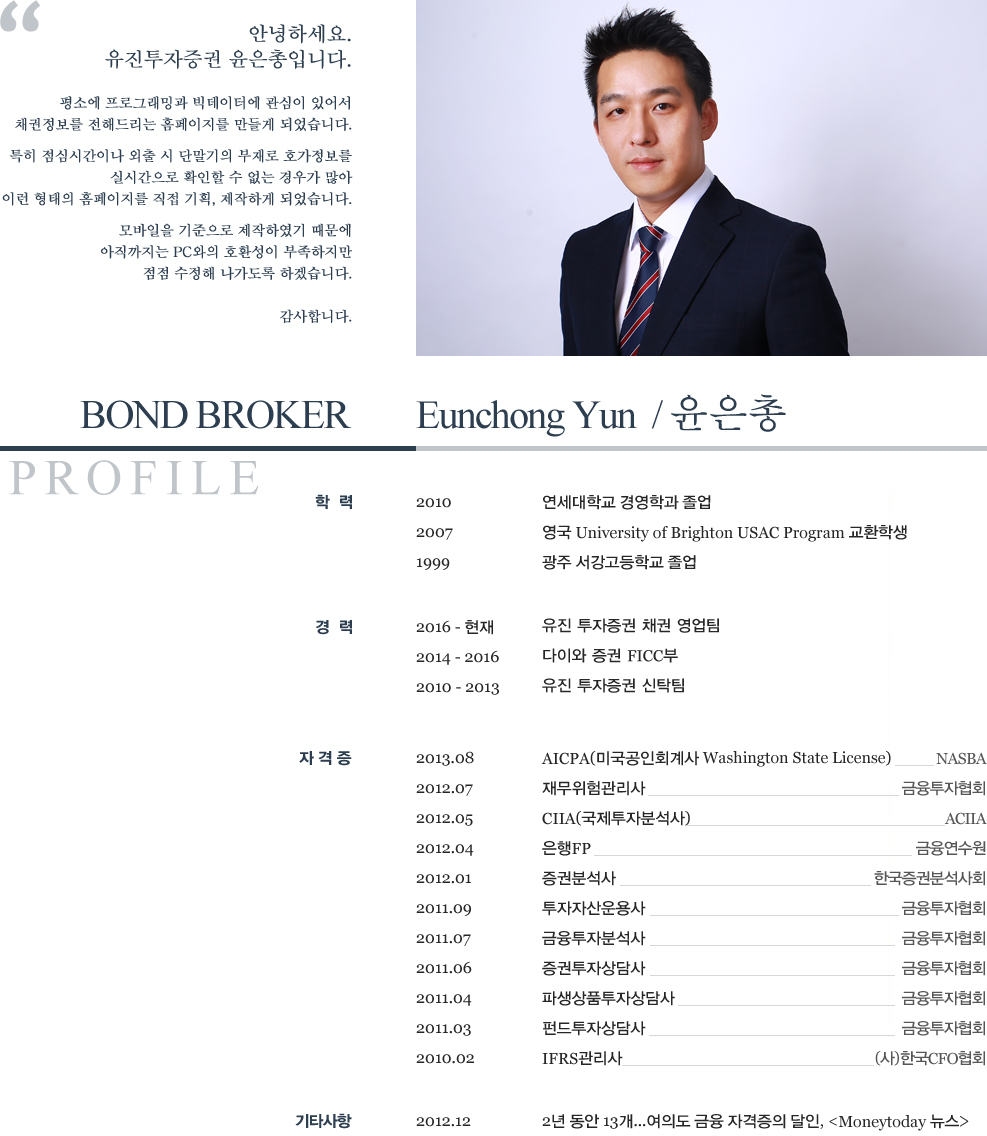 “
안녕하세요.
유진투자증권 윤은총입니다.
평소에 프로그래밍과 빅데이터에 관심이 있어서
채권정보를 전해드리는 홈페이지를 만들게 되었습니다.
특히 점심시간이나 외출 시 단말기의 부재로 호가정보를
실시간으로 확인할 수 없는 경우가 많아
이런 형태의 홈페이지를 직접 기획, 제작하게 되었습니다.
모바일을 기준으로 제작하였기 때문에
아직까지는 PC와의 호환성이 부족하지만
점점 수정해 나가도록 하겠습니다.
감사합니다.
BOND BROKER Eunchong Yun / 윤은총
PROFILE
학 력 2010 연세대학교 경영학과 졸업
2007 영국 University of Brighton USAC Program 교환학생
1999 광주 서강고등학교 졸업
경 력 2016 - 현재 유진 투자증권 채권 영업팀
2014 - 2016 다이와 증권 FICC부
2010 - 2013 유진 투자증권 신탁팀
자 격 증 2013.08 AICPA(미국공인회계사 Washington State License) NASBA
2012.07 재무위험관리사 금융투자협회
2012.05 CIIA(국제투자분석사) ACIIA
2012.04 은행FP 금융연수원
2012.01 증권분석사 한국증권분석사회
2011.09 투자자산운용사 금융투자협회
2011.07 금융투자분석사 금융투자협회
2011.06 증권투자상담사 금융투자협회
2011.04 파생상품투자상담사 금융투자협회
2011.03 펀드투자상담사 금융투자협회
2010.02 IFRS관리사 (사)한국CFO협회
기타사항 2012.12 2년 동안 13개...여의도 금융 자격증의 달인, <Moneytoday 뉴스>